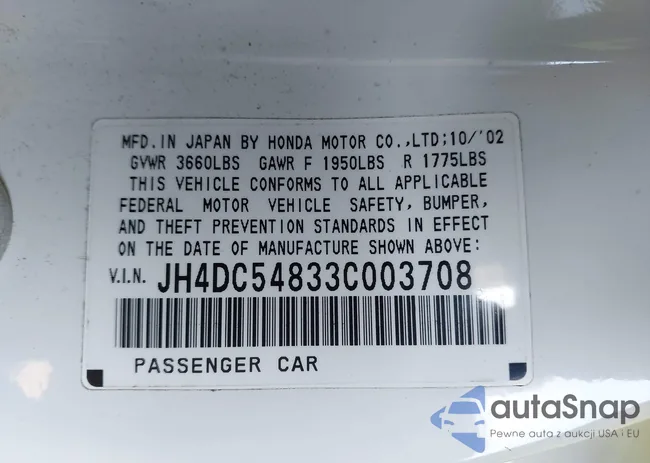 MFD.IN JAPAN BY HONDA MOTOR CO.,LTD;10/'02
GVWR 3660LBS GAWR F 1950LBS R 1775LBS
THIS VEHICLE CONFORMS TO ALL APPLICABLE
FEDERAL MOTOR VEHICLE SAFETY, BUMPER,
AND THEFT PREVENTION STANDARDS IN EFFECT
ON THE DATE OF MANUFACTURE SHOWN ABOVE:
V.I.N. JH4DC54833C003708
PASSENGER CAR
autaSnap
Pewne auta z aukcji USA i EU